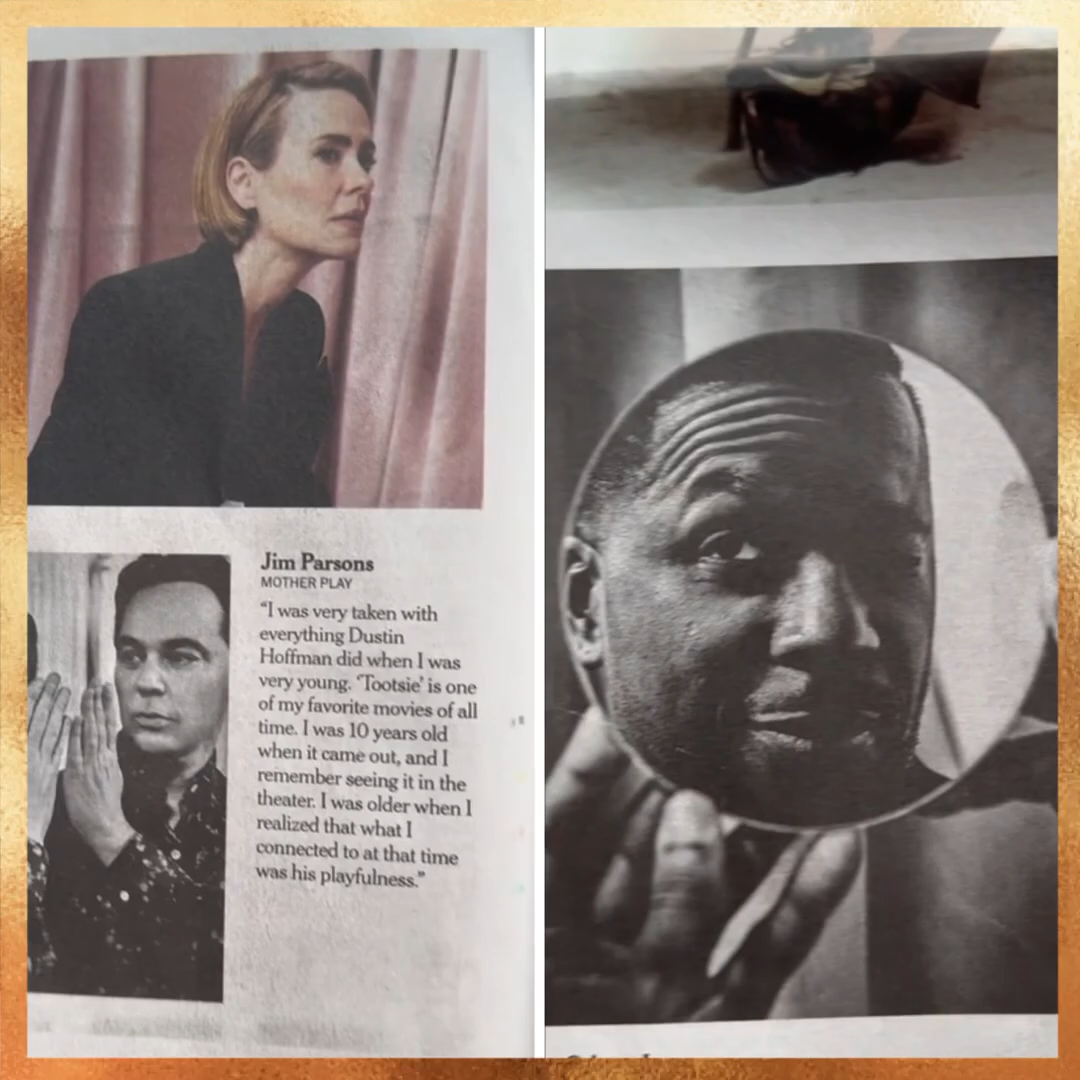 Jim Parsons
MOTHER PLAY
“I was very taken with
everything Dustin
Hoffman did when I was
very young. ‘Tootsie’ is one
of my favorite movies of all
time. I was 10 years old
when it came out, and I
remember seeing it in the
theater. I was older when I
realized that what I
connected to at that time
was his playfulness.”